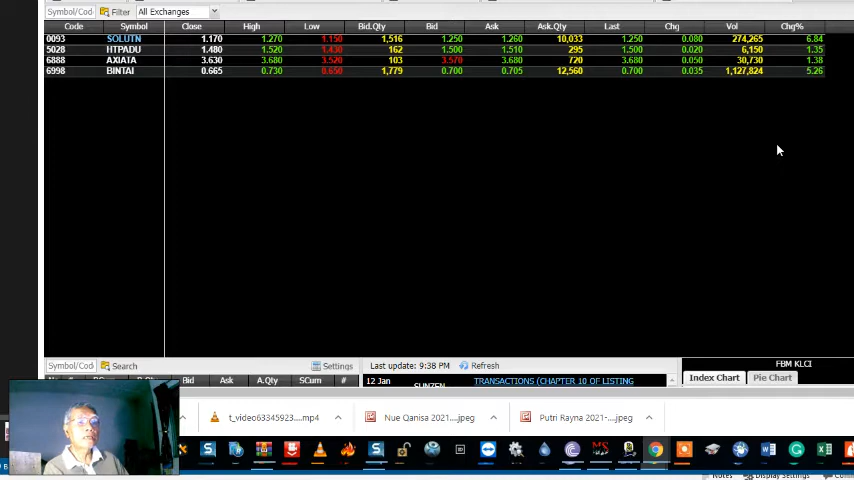 Code Symbol Close High Low Bid.Qty Bid Ask Ask.Qty Last Chg Vol Chg%
0093 SOLUTN 1.170 1.270 1.150 1,516 1.250 1.260 10,033 1.250 0.080 274,265 6.84
5028 HTPADU 1.480 1.520 1.430 162 1.500 1.510 295 1.500 0.020 6,150 1.35
6888 AXIATA 3.630 3.680 3.520 103 3.570 3.680 720 3.680 0.050 30,730 1.38
6998 BINTAI 0.665 0.730 0.650 1,779 0.700 0.705 12,560 0.700 0.035 1,127,824 5.26
Symbol/Cod Filter All Exchanges
Symbol/Cod Search Settings Last update: 9:38 PM Refresh FBM KLCI
Bid Ask A.Qty SCum # 12 Jan TRANSACTIONS (CHAPTER 10 OF LISTING Index Chart Pie Chart
SUNZEN
t_video63345923....mp4 Nue Qanisa 2021....jpeg Putri Rayna 2021-....jpeg
Notes Display Settings